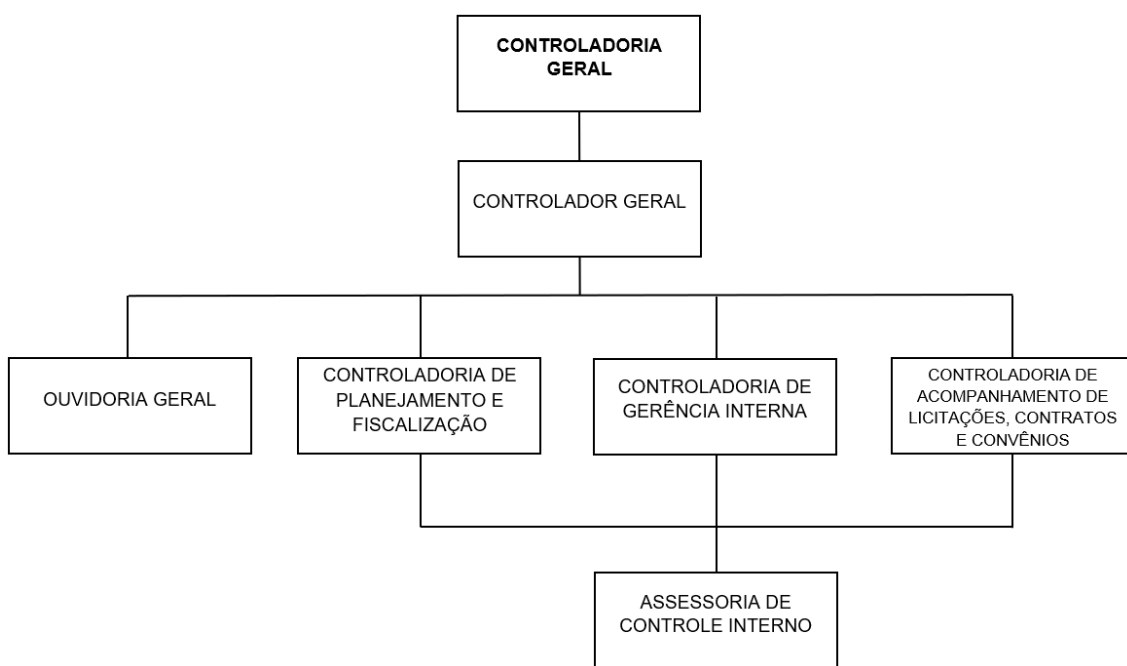 CONTROLADORIA
GERAL
CONTROLADOR GERAL
OUVIDORIA GERAL
CONTROLADORIA DE
PLANEJAMENTO E
FISCALIZAÇÃO
CONTROLADORIA DE
GERÊNCIA INTERNA
CONTROLADORIA DE
ACOMPANHAMENTO DE
LICITAÇÕES, CONTRATOS
E CONVÊNIOS
ASSESSORIA DE
CONTROLE INTERNO